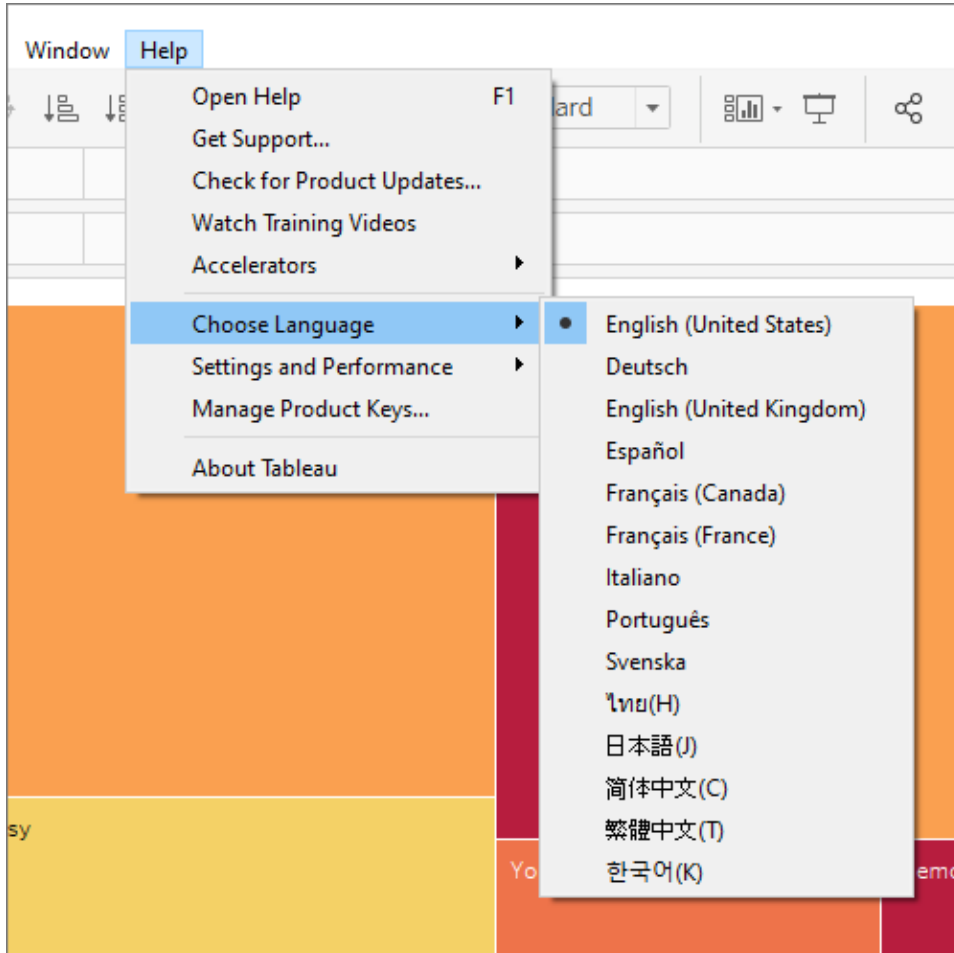 Window Help
Open Help F1
Get Support...
Check for Product Updates...
Watch Training Videos
Accelerators
Choose Language
Settings and Performance
Manage Product Keys...
About Tableau
English (United States)
Deutsch
English (United Kingdom)
Español
Français (Canada)
Français (France)
Italiano
Português
Svenska
ไทย(H)
日本語(J)
简体中文(C)
繁體中文(T)
한국어(K)